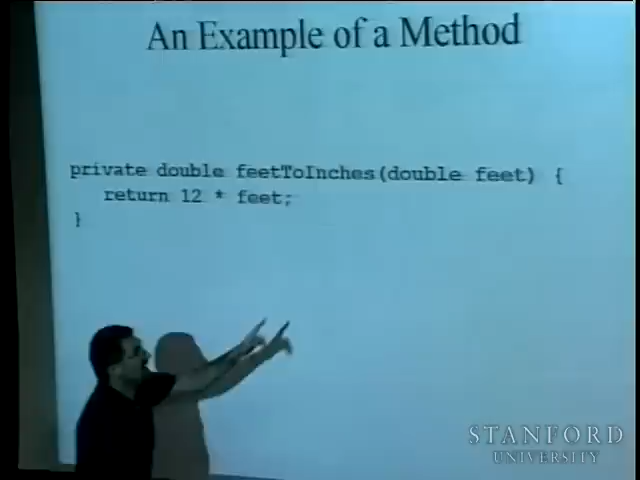 An Example of a Method
private double feetToInches(double feet) {
return 12 * feet;
}
STANFORD
UNIVERSITY